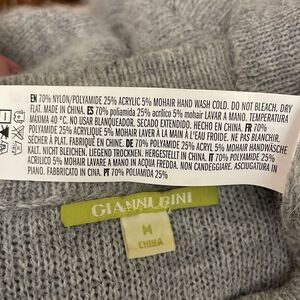 EN 70% NYLON/POLYAMIDE 25% ACRYLIC 5% MOHAIR HAND WASH COLD. DO NOT BLEACH. DRY
FLAT. MADE IN CHINA. ES 70% poliamida 25% acrílico 5% mohair LAVAR A MANO. TEMPERATURA
MÁXIMA 40 °C. NO USAR BLANQUEADOR. SECADO EXTENDIDO. HECHO EN CHINA. FR 70%
POLYAMIDE 25% ACRYLIQUE 5% MOHAIR LAVER À LA MAIN À L'EAU FROIDE. NE PAS BLANCHIR.
SÉCHER À PLAT. FABRIQUÉ EN CHINE. DE 70% POLYAMID 25% ACRYL 5% MOHAIR HANDWÄSCHE
KALT. NICHT BLEICHEN. LIEGEND TROCKNEN. HERGESTELLT IN CHINA. IT 70% POLIAMMIDE 25%
ACRILICO 5% MOHAIR LAVARE A MANO IN ACQUA FREDDA. NON CANDEGGIARE. ASCIUGATURA IN
PIANO. FABBRICATO IN CINA. PT 70% POLIAMIDA 25%
GIANNI BINI
M
CHINA